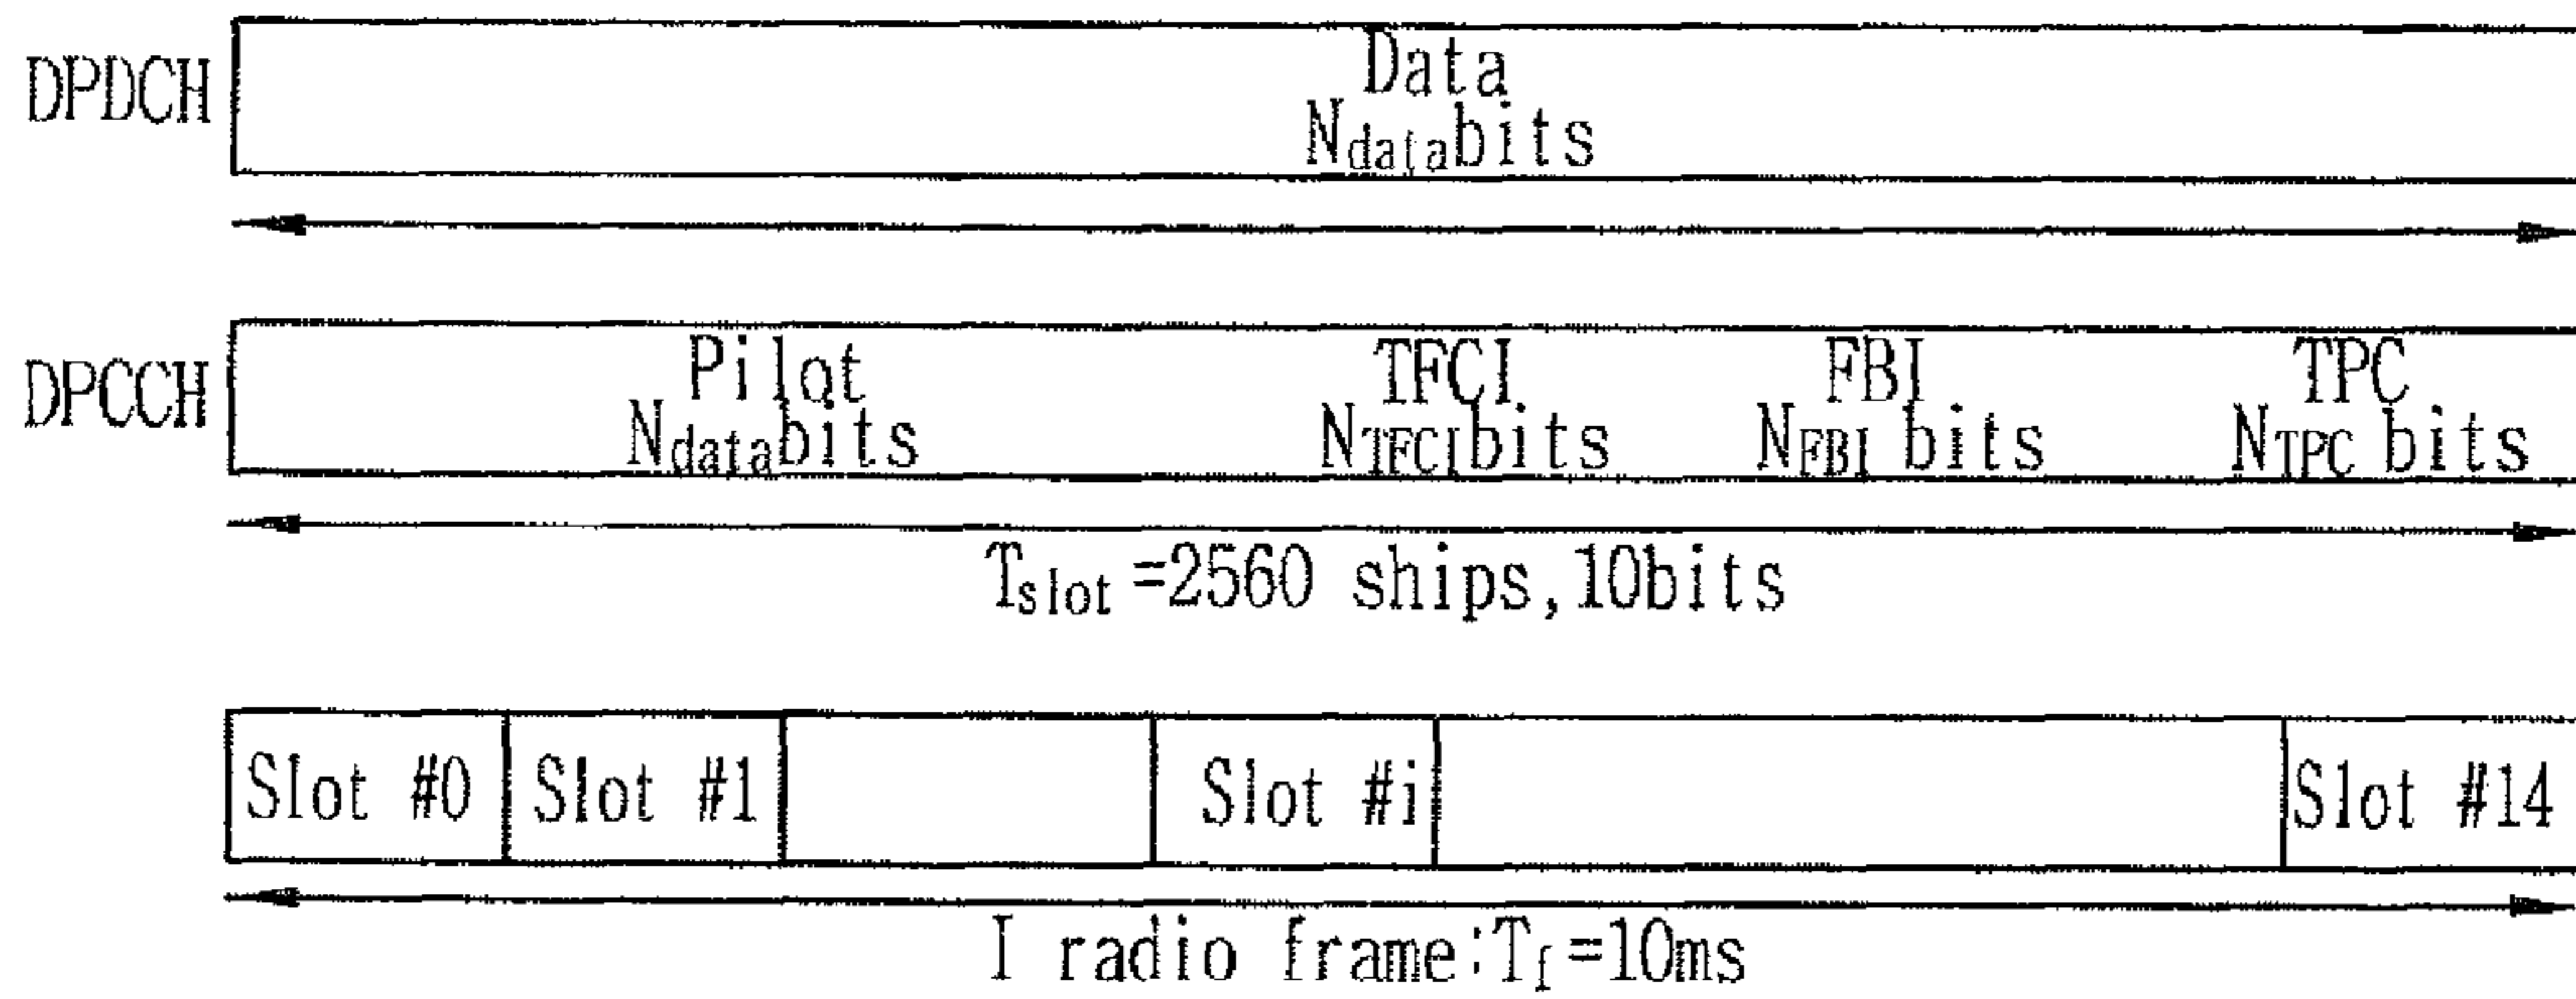 Data
DPDCH
Ndatabits
Pilot TFCI FBI TPC
DPCCH
Ndatabits NTFCIbits NFBI bits NTPC bits
Tslot =2560 ships,10bits
Slot #0 Slot #1 Slot #i Slot #14
I radio frame:Tf=10ms